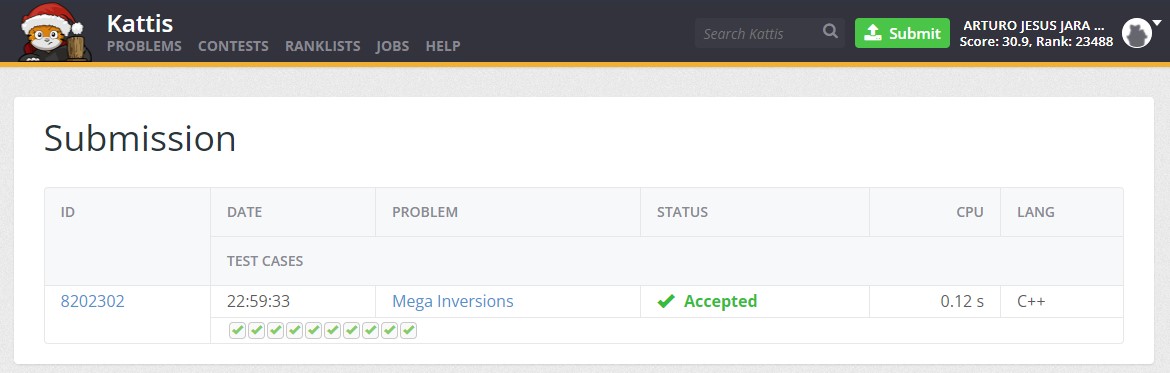 Kattis
PROBLEMS CONTESTS RANKLISTS JOBS HELP
Search Kattis
Submit
ARTURO JESUS JARA ...
Score: 30.9, Rank: 23488
Submission
ID DATE PROBLEM STATUS CPU LANG
TEST CASES
8202302 22:59:33 Mega Inversions Accepted 0.12 s C++